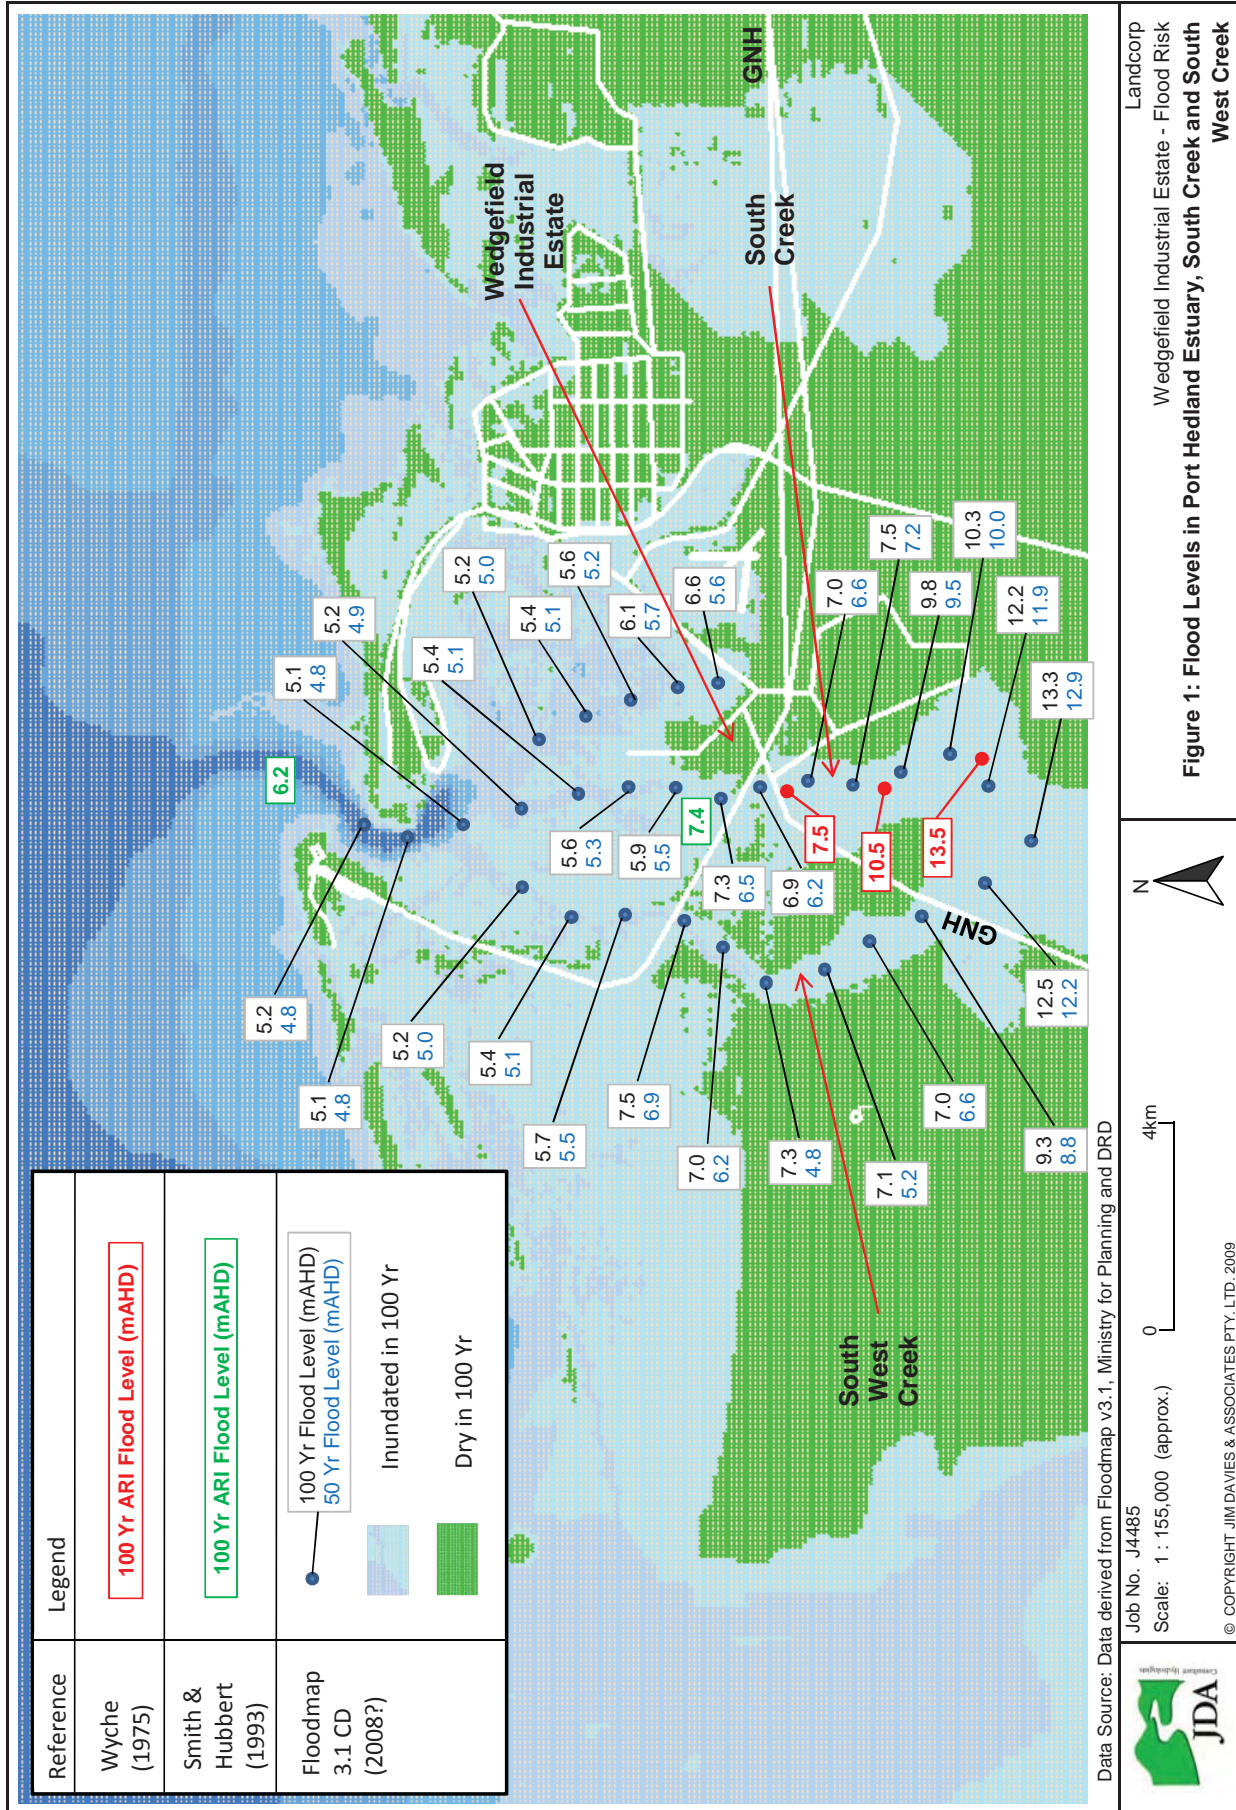 Reference
Legend
Wyche
(1975)
100 Yr ARI Flood Level (mAHD)
Smith &
Hubbert
(1993)
100 Yr ARI Flood Level (mAHD)
Floodmap
3.1 CD
(2008?)
100 Yr Flood Level (mAHD)
50 Yr Flood Level (mAHD)
Inundated in 100 Yr
Dry in 100 Yr
5.2
4.8
5.1
4.8
5.2
5.0
5.4
5.1
5.7
5.5
7.5
6.9
7.0
6.2
7.3
4.8
7.1
5.2
7.0
6.6
9.3
8.8
12.5
12.2
6.2
5.1
4.8
5.2
4.9
5.4
5.1
5.2
5.0
5.4
5.1
5.6
5.2
6.1
5.7
6.6
5.6
5.6
5.3
5.9
5.5
7.4
7.3
6.5
6.9
6.2
7.5
10.5
13.5
7.0
6.6
7.5
7.2
9.8
9.5
10.3
10.0
12.2
11.9
13.3
12.9
Wedgefield
Industrial
Estate
South
Creek
South
West
Creek
GNH
GNH
Data Source: Data derived from Floodmap v3.1, Ministry for Planning and DRD
JDA
Consultant Hydrologists
Job No. J4485
Scale: 1 : 155,000 (approx.)
0
4km
© COPYRIGHT JIM DAVIES & ASSOCIATES PTY. LTD. 2009
N
Landcorp
Wedgefield Industrial Estate - Flood Risk
Figure 1: Flood Levels in Port Hedland Estuary, South Creek and South
West Creek